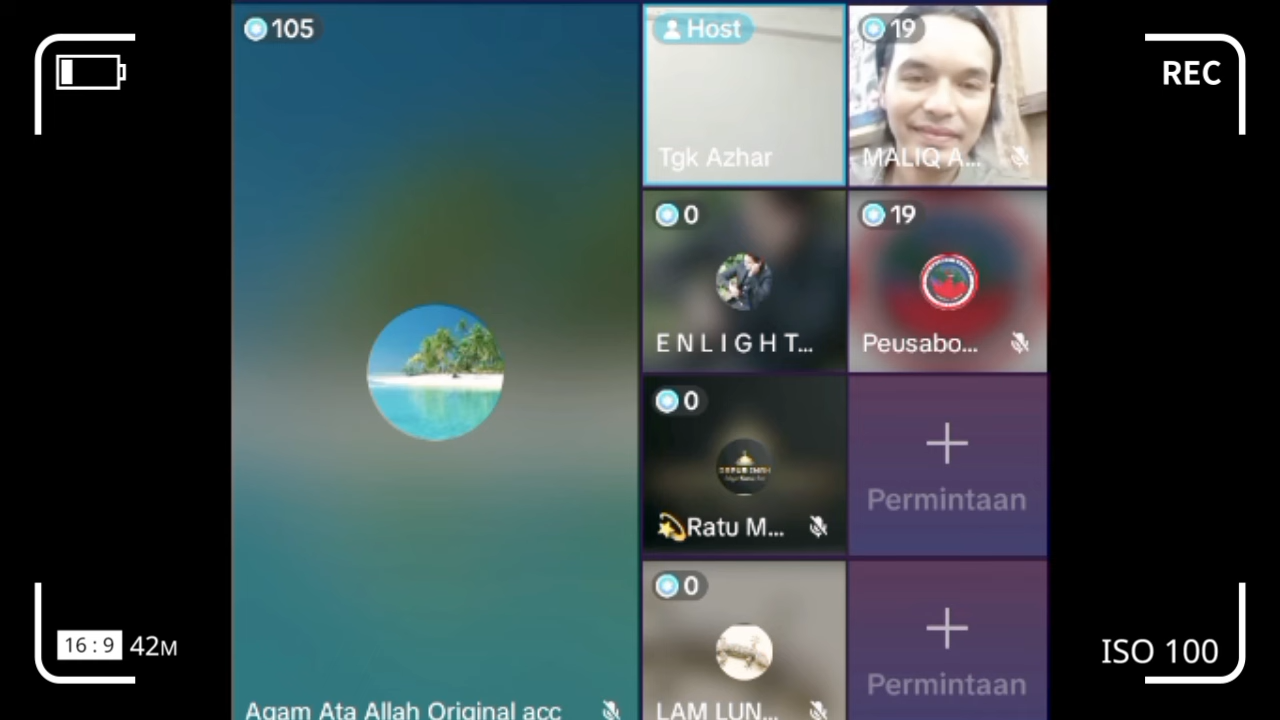 105
Host
19
REC
Tgk Azhar
MALIQ A...
0
19
E N L I G H T...
Peusabo...
0
Permintaan
Ratu M...
0
16:9 42M
ISO 100
Permintaan
Agam Ata Allah Original acc
LAM LUN...